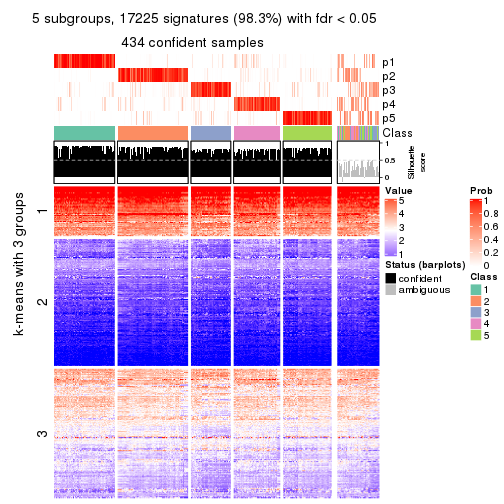 5 subgroups, 17225 signatures (98.3%) with fdr < 0.05
434 confident samples
p1
p2
p3
p4
p5
Class
1
0.5
0
Silhouette
score
k-means with 3 groups
1
2
3
Value
5
4
3
2
1
Status (barplots)
confident
ambiguous
Prob
1
0.8
0.6
0.4
0.2
0
Class
1
2
3
4
5